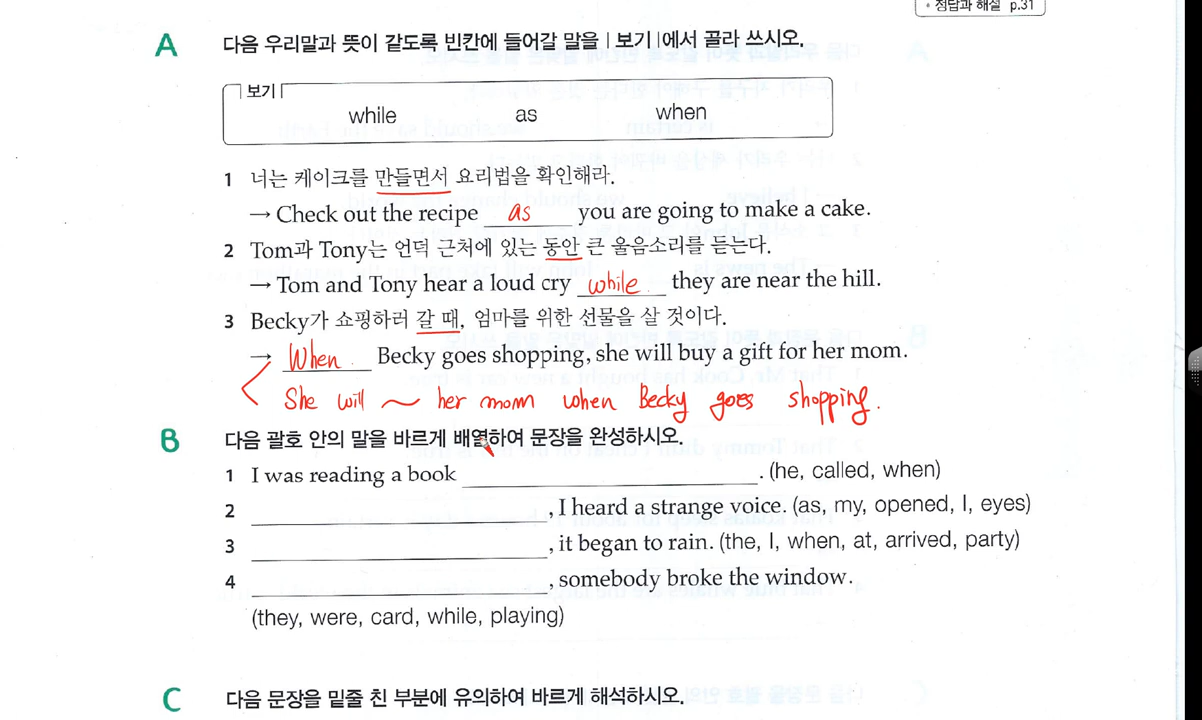 • 정답과 해설 p.31
A 다음 우리말과 뜻이 같도록 빈칸에 들어갈 말을 |보기|에서 골라 쓰시오.
보기
while as when
1 너는 케이크를 만들면서 요리법을 확인해라.
→ Check out the recipe as you are going to make a cake.
2 Tom과 Tony는 언덕 근처에 있는 동안 큰 울음소리를 듣는다.
→ Tom and Tony hear a loud cry while they are near the hill.
3 Becky가 쇼핑하러 갈 때, 엄마를 위한 선물을 살 것이다.
→ When Becky goes shopping, she will buy a gift for her mom.
She will ~ her mom when Becky goes shopping.
B 다음 괄호 안의 말을 바르게 배열하여 문장을 완성하시오.
1 I was reading a book ____________. (he, called, when)
2 ____________, I heard a strange voice. (as, my, opened, I, eyes)
3 ____________, it began to rain. (the, I, when, at, arrived, party)
4 ____________, somebody broke the window.
(they, were, card, while, playing)
C 다음 문장을 밑줄 친 부분에 유의하여 바르게 해석하시오.